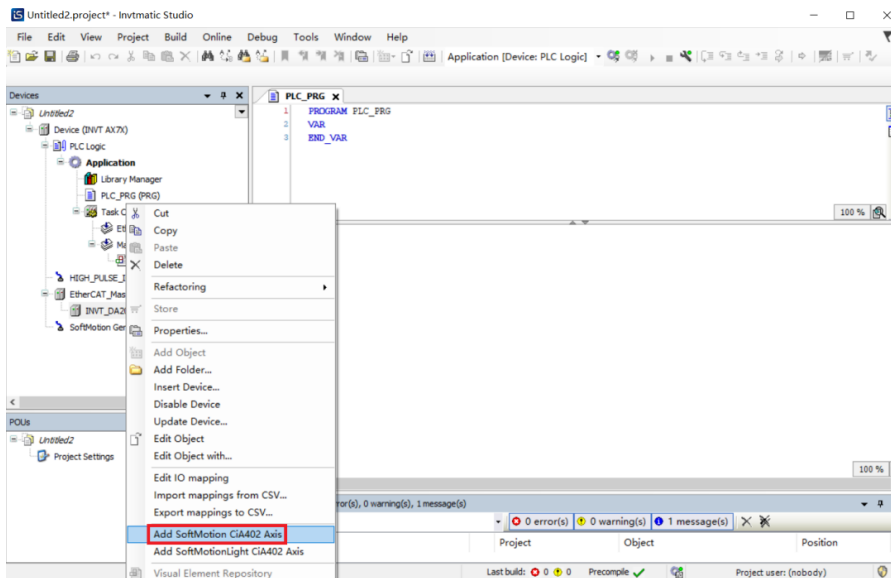 Untitled2.project* - Invtmatic Studio
File Edit View Project Build Online Debug Tools Window Help
Application [Device: PLC Logic]
Devices
Untitled2
Device (INVT AX7X)
PLC Logic
Application
Library Manager
PLC_PRG (PRG)
Task C
Et
Ma
HIGH_PULSE_I
EtherCAT_Mas
INVT_DA20
SoftMotion Ger
PLC_PRG
1 PROGRAM PLC_PRG
2 VAR
3 END_VAR
100 %
Cut
Copy
Paste
Delete
Refactoring
Store
Properties...
Add Object
Add Folder...
Insert Device...
Disable Device
Update Device...
Edit Object
Edit Object with...
Edit IO mapping
Import mappings from CSV...
Export mappings to CSV...
Add SoftMotion CiA402 Axis
Add SoftMotionLight CiA402 Axis
Visual Element Repository
POUs
Untitled2
Project Settings
100 %
ror(s), 0 warning(s), 1 message(s)
0 error(s) 0 warning(s) 1 message(s)
Project Object Position
Last build: 0 0 Precompile Project user: (nobody)